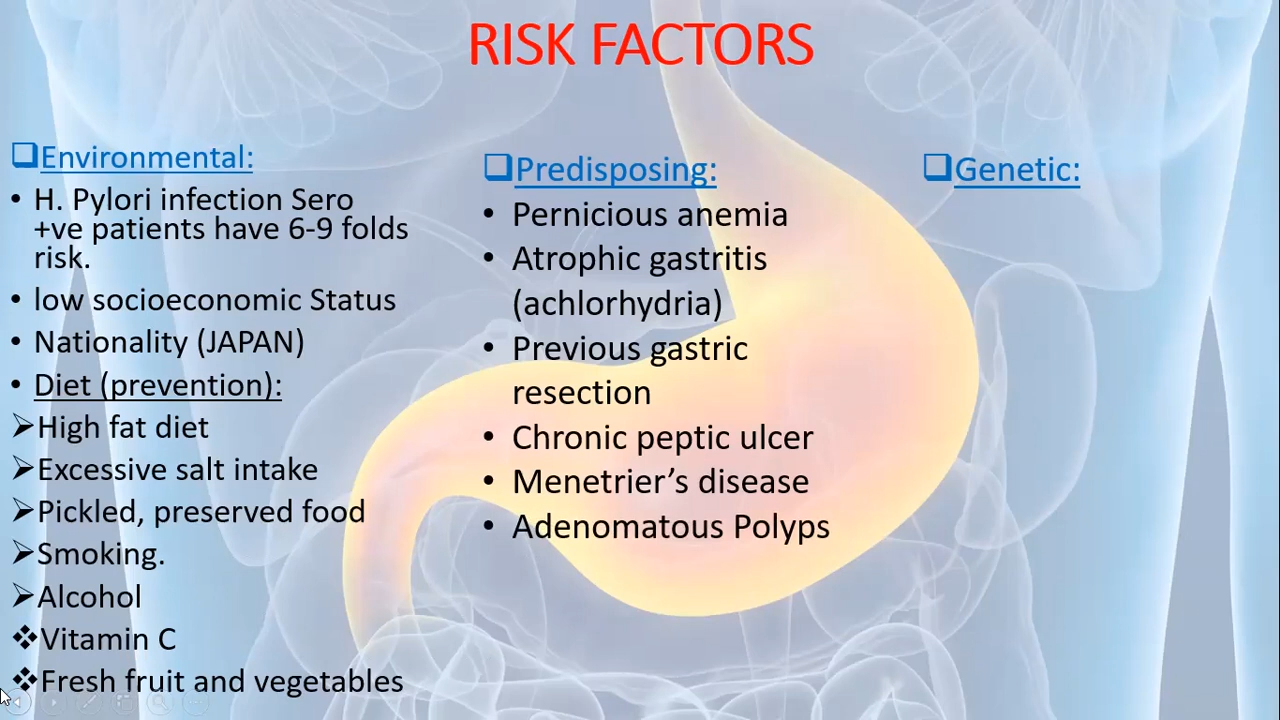 RISK FACTORS
❑Environmental:
• H. Pylori infection Sero
+ve patients have 6-9 folds
risk.
• low socioeconomic Status
• Nationality (JAPAN)
• Diet (prevention):
➢High fat diet
➢Excessive salt intake
➢Pickled, preserved food
➢Smoking.
➢Alcohol
❖Vitamin C
❖Fresh fruit and vegetables
❑Predisposing:
• Pernicious anemia
• Atrophic gastritis
(achlorhydria)
• Previous gastric
resection
• Chronic peptic ulcer
• Menetrier’s disease
• Adenomatous Polyps
❑Genetic: